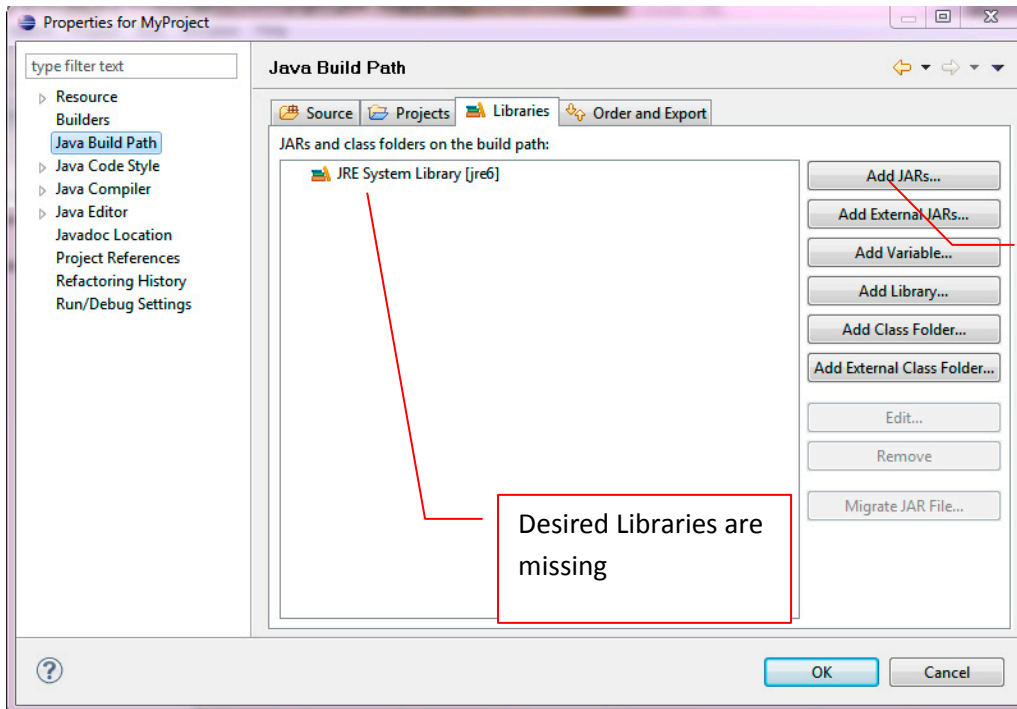 Properties for MyProject
type filter text
Java Build Path
Resource
Builders
Java Build Path
Java Code Style
Java Compiler
Java Editor
Javadoc Location
Project References
Refactoring History
Run/Debug Settings
Source
Projects
Libraries
Order and Export
JARs and class folders on the build path:
JRE System Library [jre6]
Add JARs...
Add External JARs...
Add Variable...
Add Library...
Add Class Folder...
Add External Class Folder...
Edit...
Remove
Migrate JAR File...
Desired Libraries are
missing
OK
Cancel